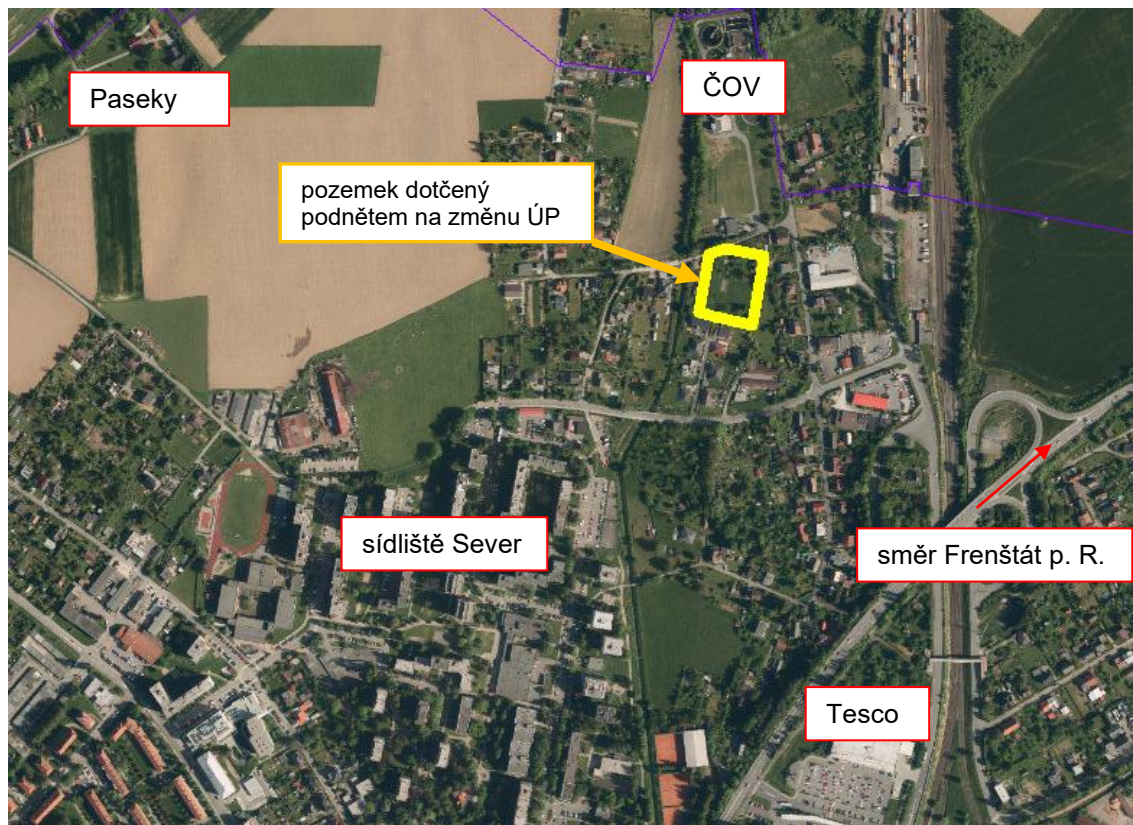 Paseky
ČOV
pozemek dotčený
podnětem na změnu ÚP
sídliště Sever
směr Frenštát p. R.
Tesco